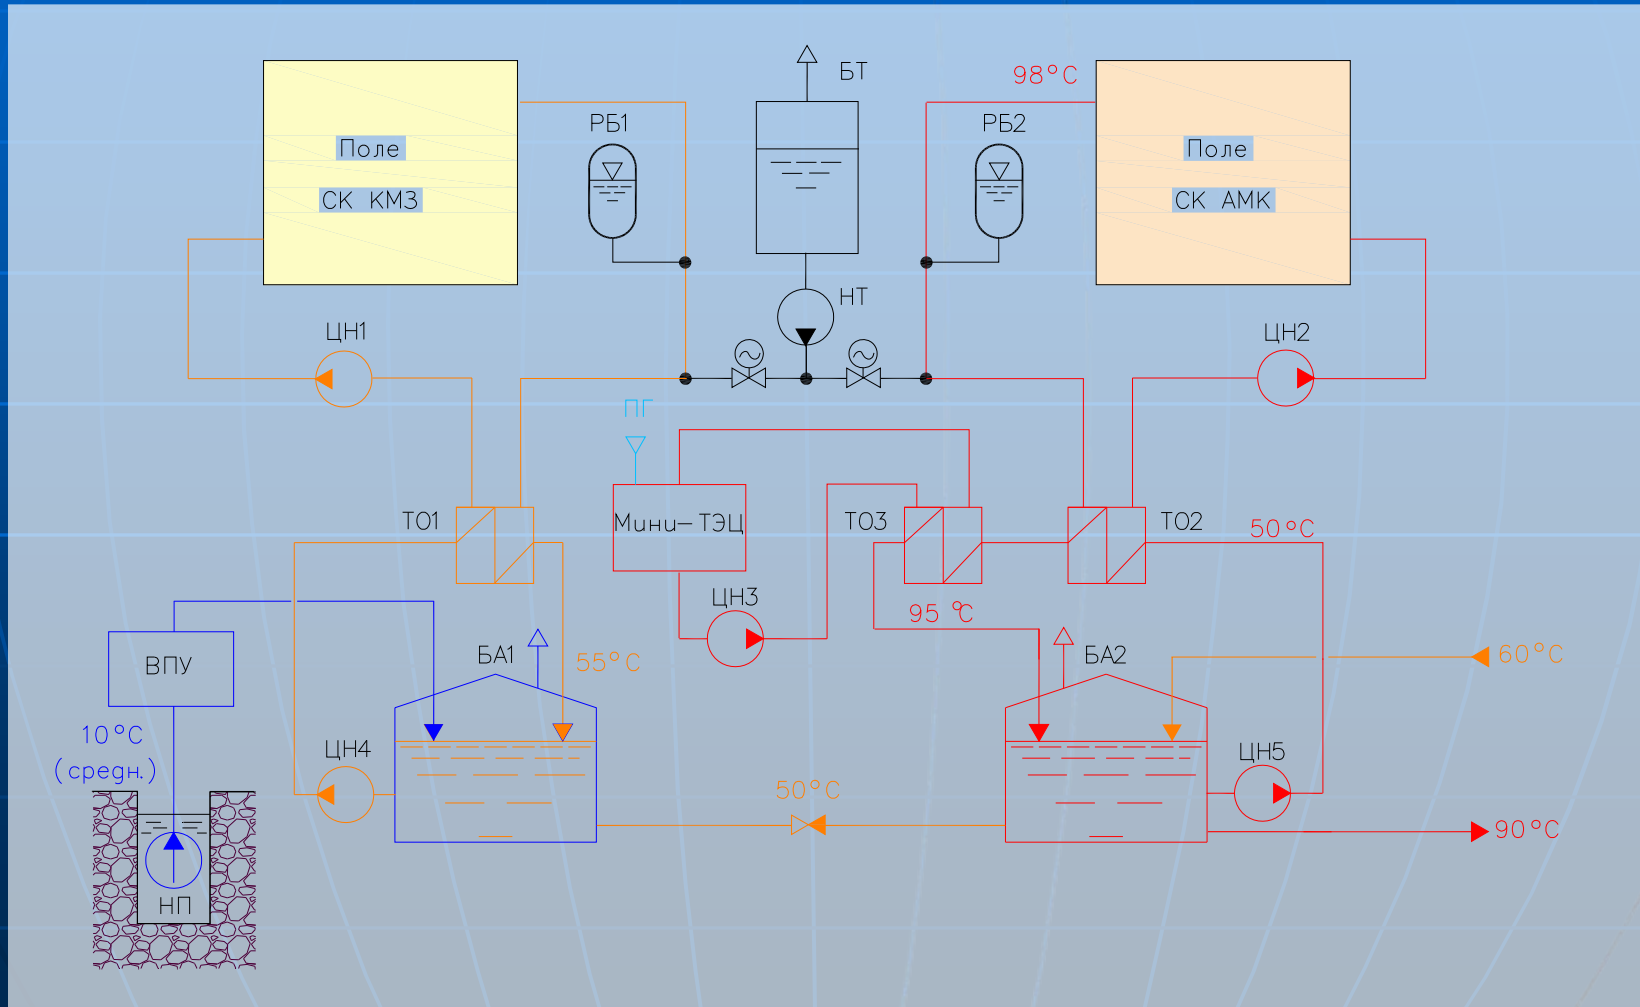 БТ
98°C
РБ1
РБ2
Поле
СК КМЗ
Поле
СК АМК
НТ
ЦН1
ЦН2
ПГ
ТО1
Мини-ТЭЦ
ТО3
ТО2
50°C
ЦН3
95 °C
ВПУ
БА1
55°C
БА2
60°C
10°C
(средн.)
ЦН4
ЦН5
50°C
90°C
НП